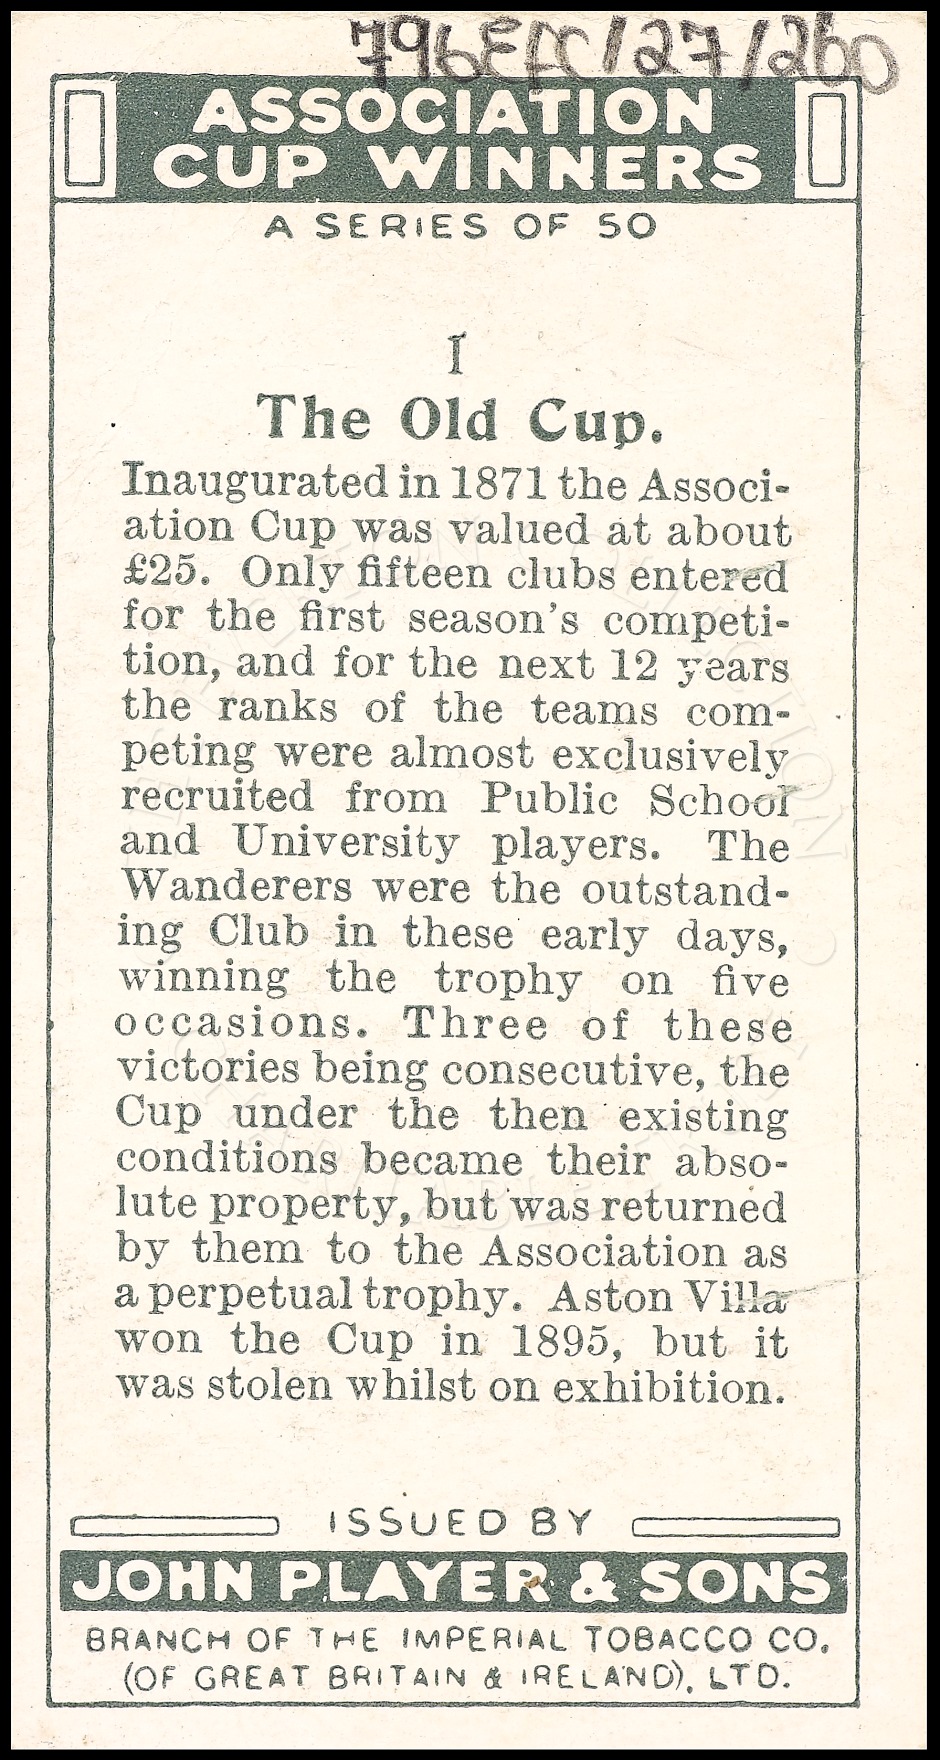 796EFC/27/260
ASSOCIATION
CUP WINNERS
A SERIES OF 50
I
The Old Cup.
Inaugurated in 1871 the Associ-
ation Cup was valued at about
£25. Only fifteen clubs entered
for the first season's competi-
tion, and for the next 12 years
the ranks of the teams com-
peting were almost exclusively
recruited from Public School
and University players. The
Wanderers were the outstand-
ing Club in these early days,
winning the trophy on five
occasions. Three of these
victories being consecutive, the
Cup under the then existing
conditions became their abso-
lute property, but was returned
by them to the Association as
a perpetual trophy. Aston Villa
won the Cup in 1895, but it
was stolen whilst on exhibition.
ISSUED BY
JOHN PLAYER & SONS
BRANCH OF THE IMPERIAL TOBACCO CO.
(OF GREAT BRITAIN & IRELAND), LTD.